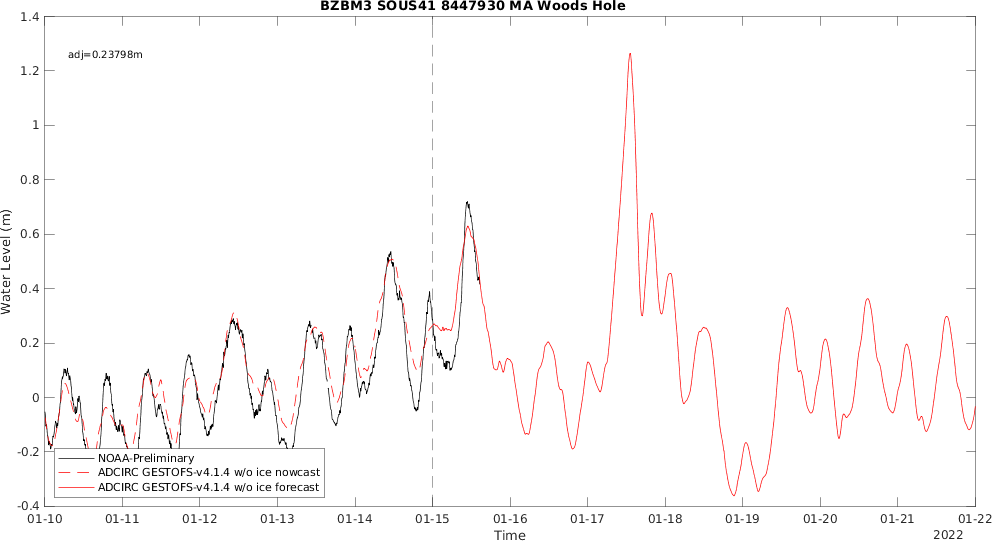 BZBM3 SOUS41 8447930 MA Woods Hole
adj=0.23798m
Water Level (m)
1.4
1.2
1
0.8
0.6
0.4
0.2
0
-0.2
-0.4
NOAA-Preliminary
ADCIRC GESTOFS-v4.1.4 w/o ice nowcast
ADCIRC GESTOFS-v4.1.4 w/o ice forecast
01-10 01-11 01-12 01-13 01-14 01-15 01-16 01-17 01-18 01-19 01-20 01-21 01-22
Time
2022